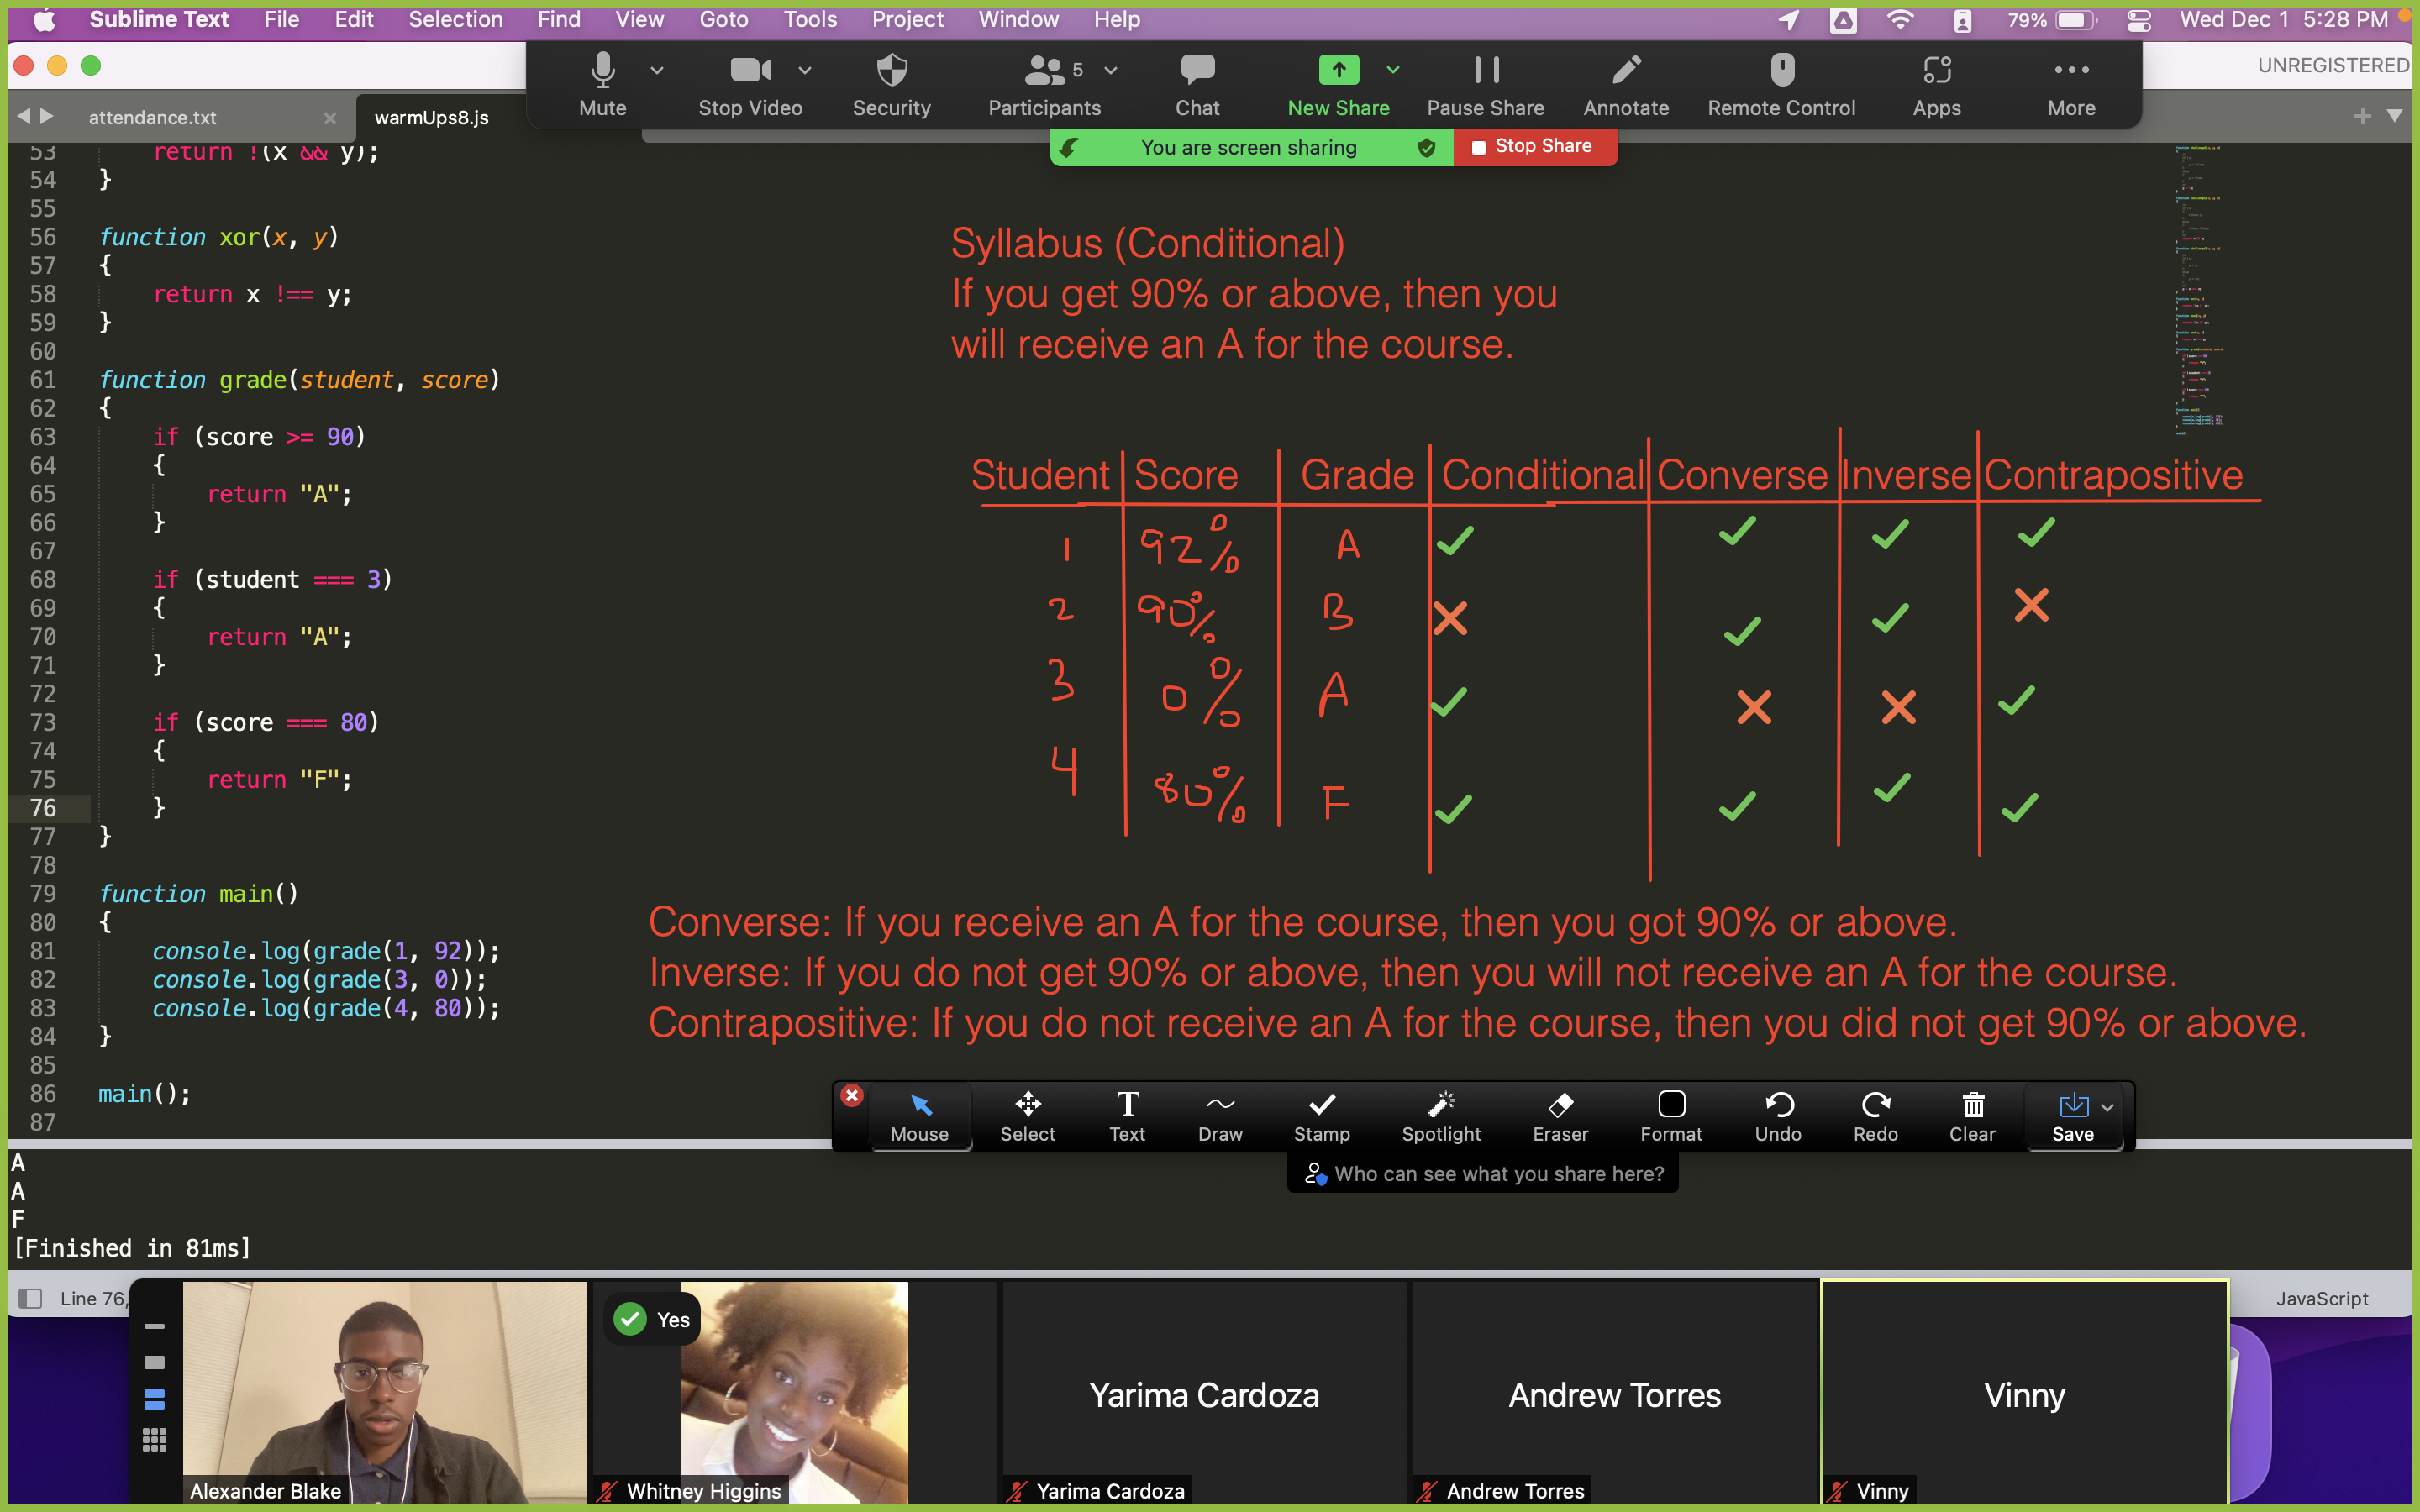 Sublime Text File Edit Selection Find View Goto Tools Project Window Help 79% Wed Dec 1 5:28 PM
UNREGISTERED
Mute Stop Video Security Participants 5 Chat New Share Pause Share Annotate Remote Control Apps More
attendance.txt warmUps8.js
You are screen sharing Stop Share
53 return !(x && y);
54 }
55
56 function xor(x, y)
57 {
58 return x !== y;
59 }
60
61 function grade(student, score)
62 {
63 if (score >= 90)
64 {
65 return "A";
66 }
67
68 if (student === 3)
69 {
70 return "A";
71 }
72
73 if (score === 80)
74 {
75 return "F";
76 }
77 }
78
79 function main()
80 {
81 console.log(grade(1, 92));
82 console.log(grade(3, 0));
83 console.log(grade(4, 80));
84 }
85
86 main();
87
Syllabus (Conditional)
If you get 90% or above, then you
will receive an A for the course.
Student Score Grade Conditional Converse Inverse Contrapositive
1 92% A ✓ ✓ ✓ ✓
2 90% B ✗ ✓ ✓ ✗
3 0% A ✓ ✗ ✗ ✓
4 80% F ✓ ✓ ✓ ✓
Converse: If you receive an A for the course, then you got 90% or above.
Inverse: If you do not get 90% or above, then you will not receive an A for the course.
Contrapositive: If you do not receive an A for the course, then you did not get 90% or above.
Mouse Select Text Draw Stamp Spotlight Eraser Format Undo Redo Clear Save
Who can see what you share here?
A
A
F
[Finished in 81ms]
Line 76, JavaScript
Yes
Yarima Cardoza Andrew Torres Vinny
Alexander Blake Whitney Higgins Yarima Cardoza Andrew Torres Vinny